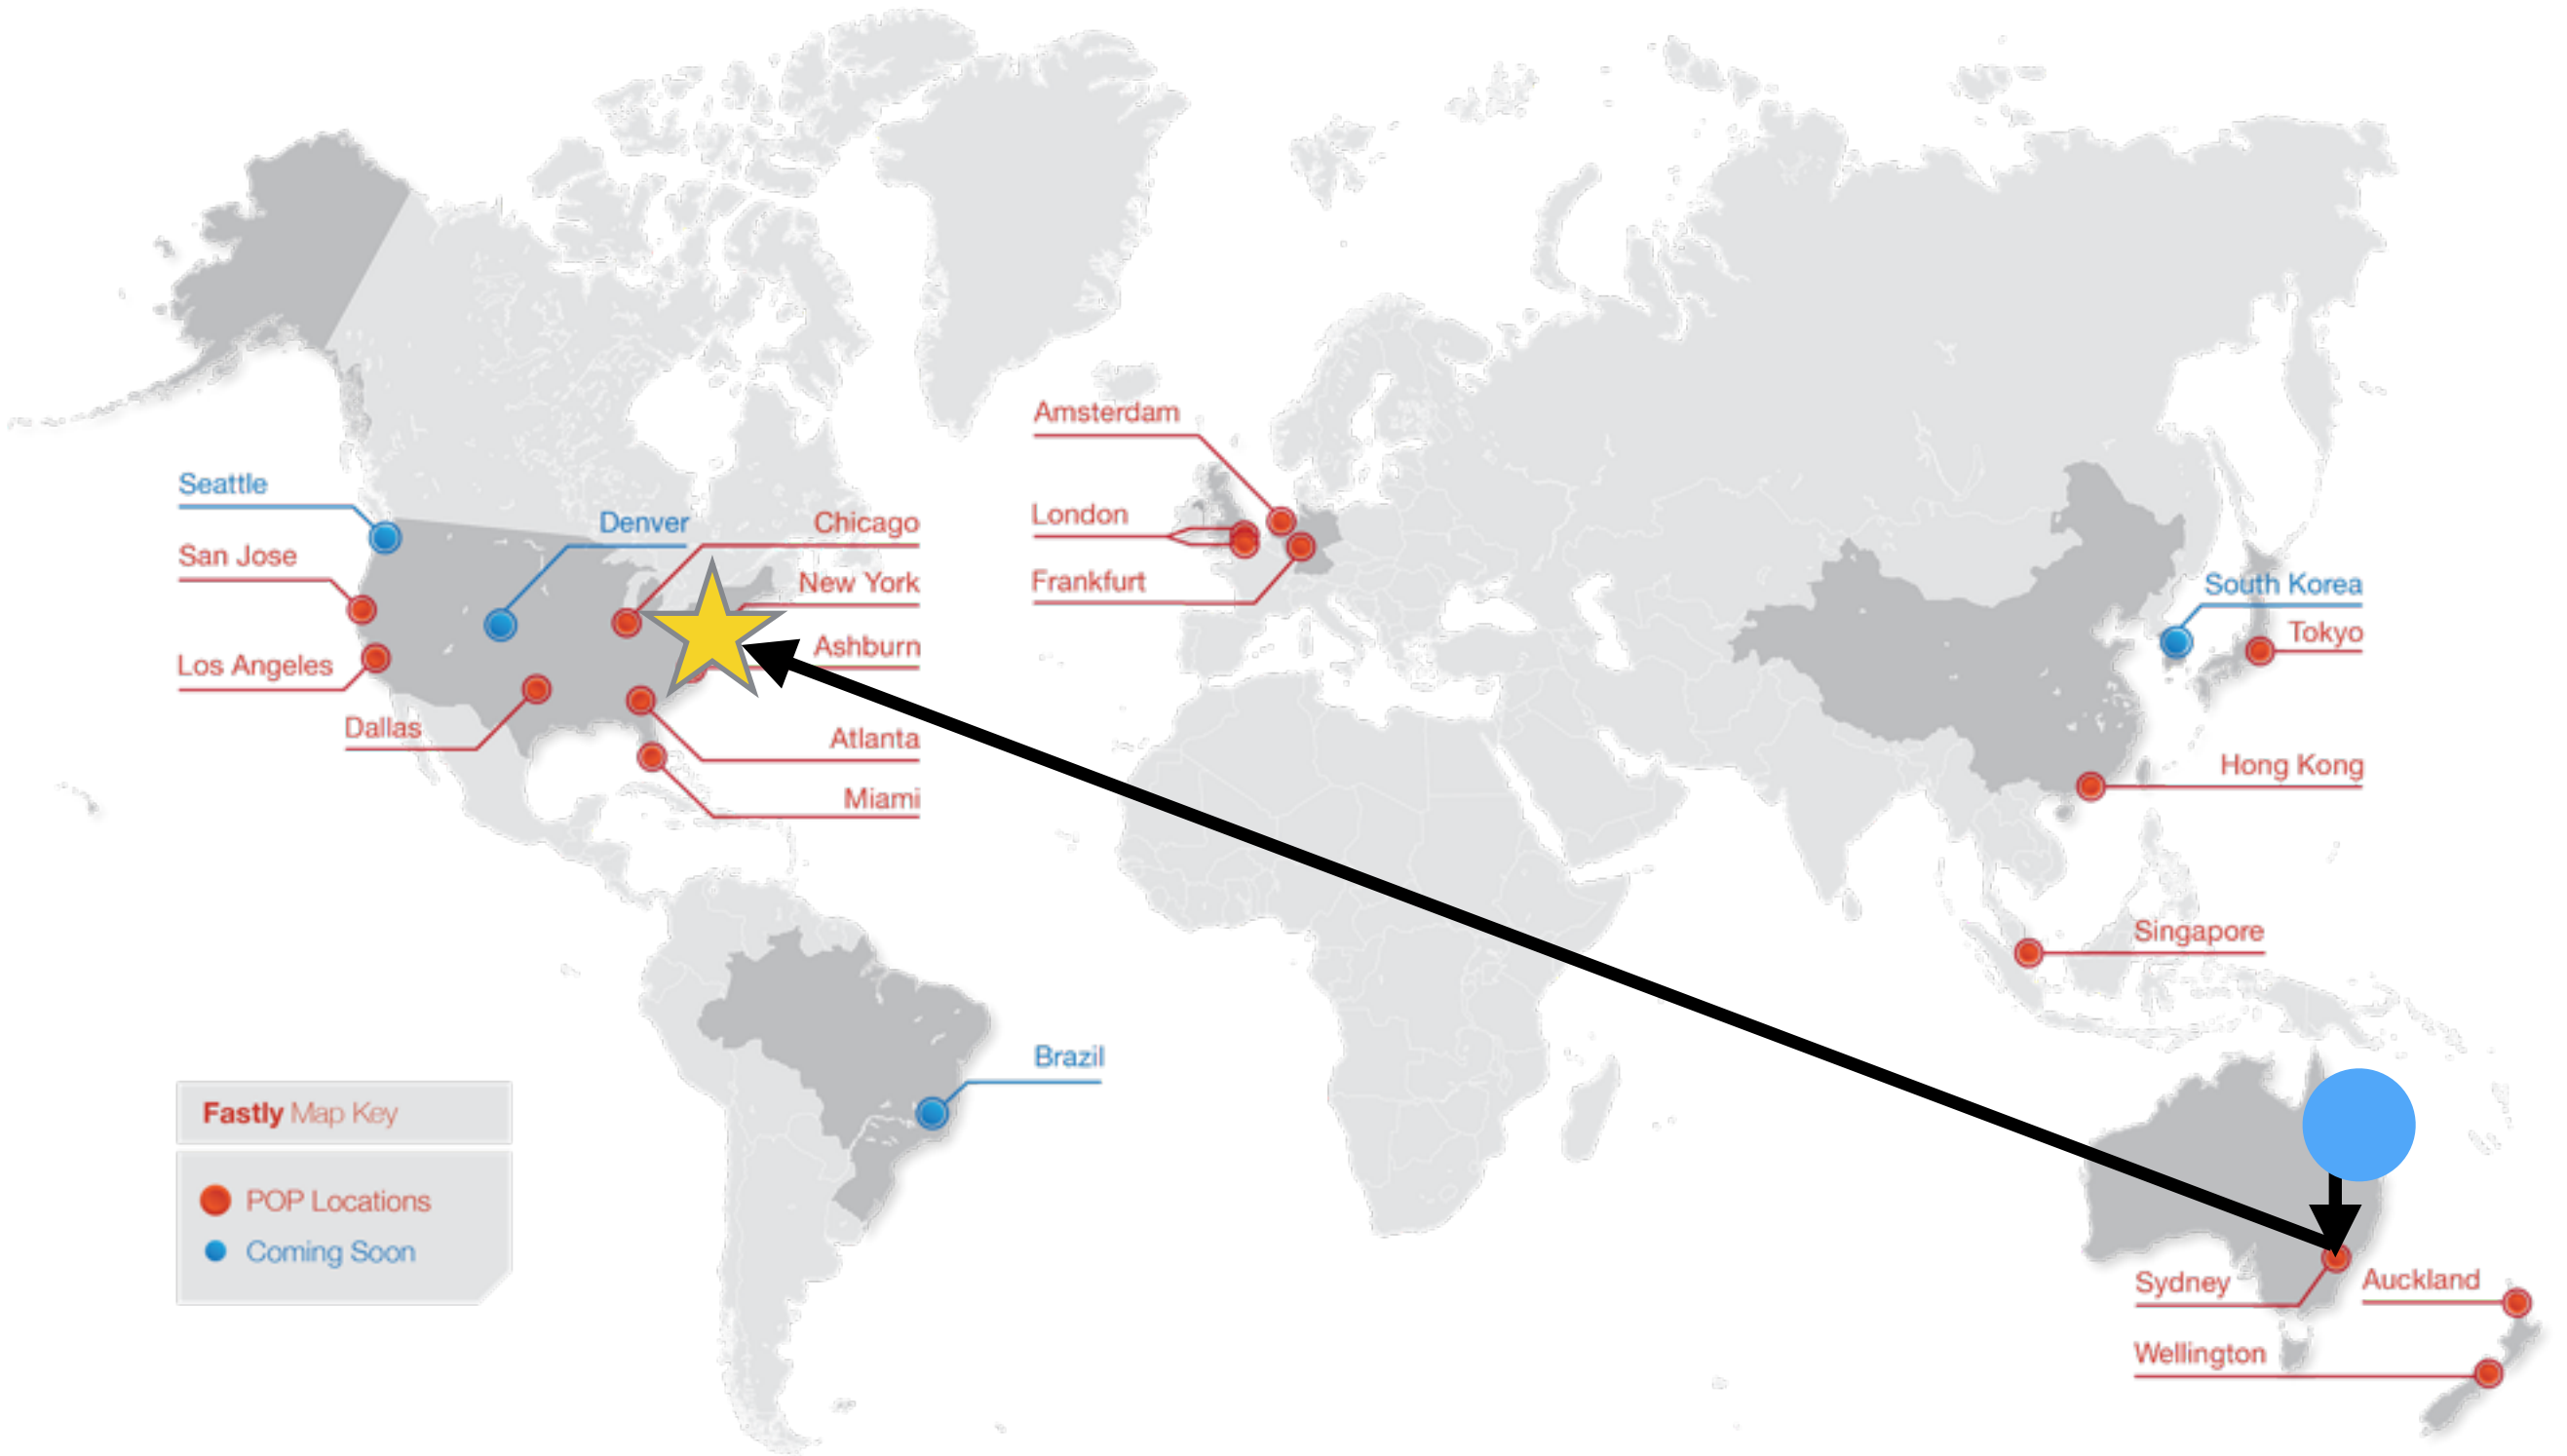 Amsterdam
Seattle
London
Denver
Chicago
San Jose
New York
Frankfurt
South Korea
Tokyo
Ashburn
Los Angeles
Dallas
Atlanta
Hong Kong
Miami
Singapore
Brazil
Fastly Map Key
POP Locations
Coming Soon
Sydney
Auckland
Wellington